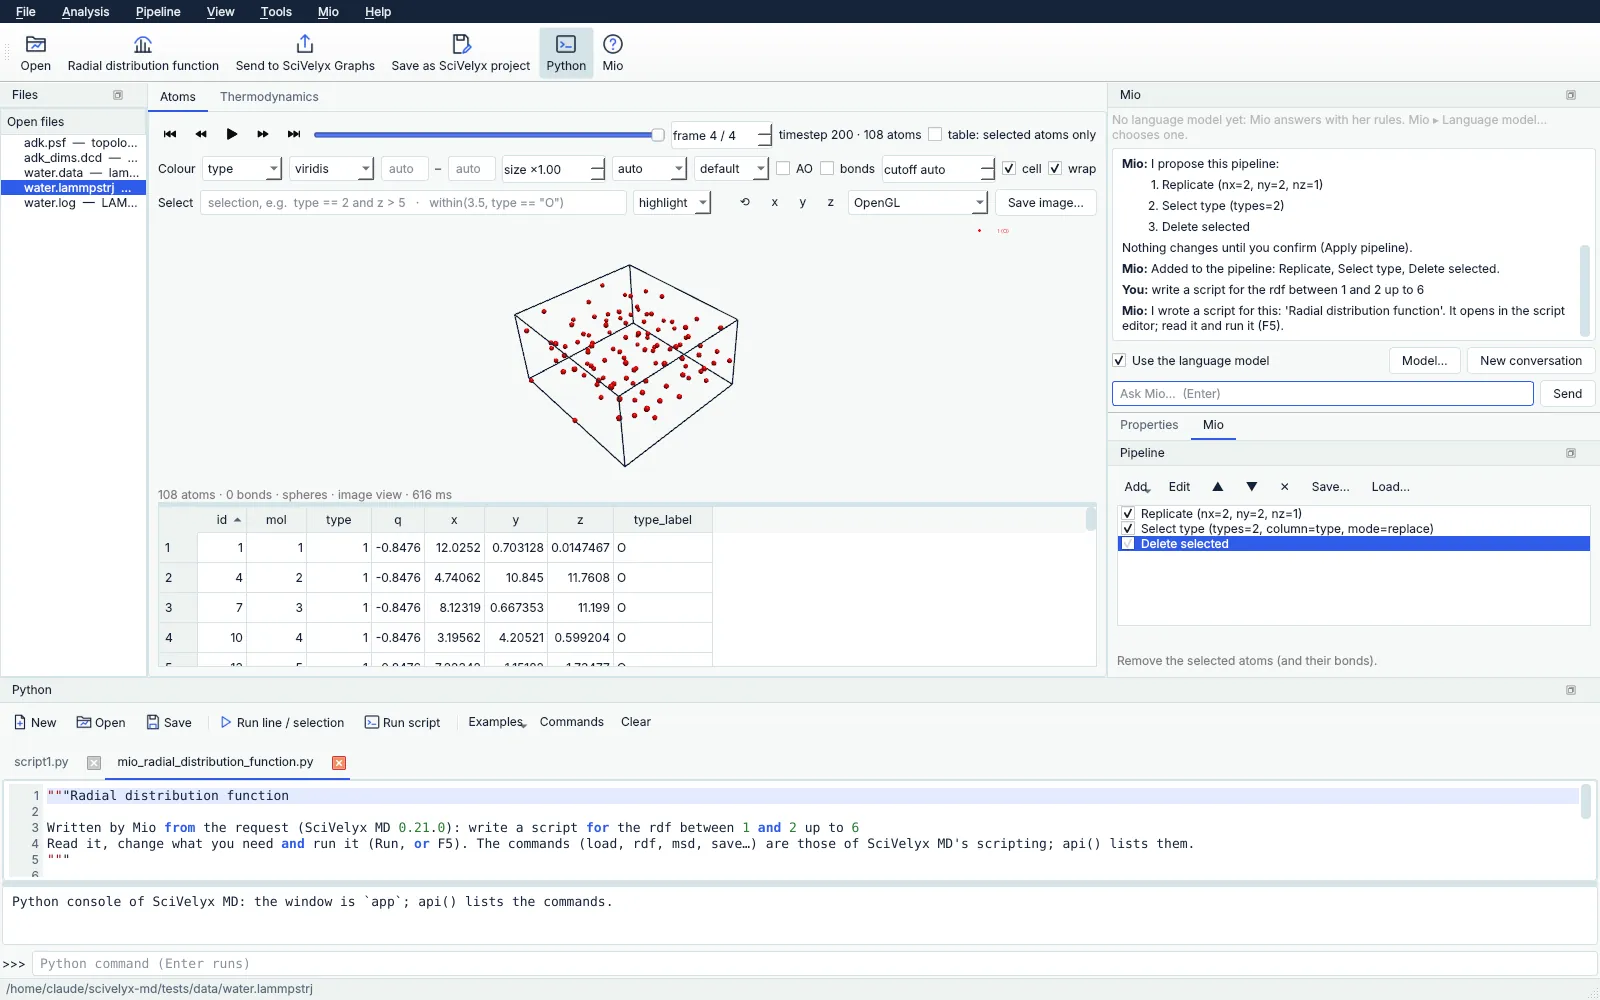 File Analysis Pipeline View Tools Mio Help
Open Radial distribution function Send to SciVelyx Graphs Save as SciVelyx project Python Mio
Files
Open files
adk.psf — topolo...
adk_dims.dcd — ...
water.data — lam...
water.lammpstrj ...
water.log — LAM...
Atoms Thermodynamics
frame 4 / 4 timestep 200 · 108 atoms table: selected atoms only
Colour type viridis auto – auto size ×1.00 auto default AO bonds cutoff auto cell wrap
Select selection, e.g. type == 2 and z > 5 · within(3.5, type == "O") highlight x y z OpenGL Save image...
108 atoms · 0 bonds · spheres · image view · 616 ms
id mol type q x y z type_label
1 1 1 1 -0.8476 12.0252 0.703128 0.0147467 O
2 4 2 1 -0.8476 4.74062 10.845 11.7608 O
3 7 3 1 -0.8476 8.12319 0.667353 11.199 O
4 10 4 1 -0.8476 3.19562 4.20521 0.599204 O
Mio
No language model yet: Mio answers with her rules. Mio ▸ Language model...
chooses one.
Mio: I propose this pipeline:
1. Replicate (nx=2, ny=2, nz=1)
2. Select type (types=2)
3. Delete selected
Nothing changes until you confirm (Apply pipeline).
Mio: Added to the pipeline: Replicate, Select type, Delete selected.
You: write a script for the rdf between 1 and 2 up to 6
Mio: I wrote a script for this: 'Radial distribution function'. It opens in the script
editor; read it and run it (F5).
Use the language model Model... New conversation
Ask Mio... (Enter) Send
Properties Mio
Pipeline
Add Edit ▲ ▼ × Save... Load...
Replicate (nx=2, ny=2, nz=1)
Select type (types=2, column=type, mode=replace)
Delete selected
Remove the selected atoms (and their bonds).
Python
New Open Save Run line / selection Run script Examples Commands Clear
script1.py mio_radial_distribution_function.py
1 """Radial distribution function
2
3 Written by Mio from the request (SciVelyx MD 0.21.0): write a script for the rdf between 1 and 2 up to 6
4 Read it, change what you need and run it (Run, or F5). The commands (load, rdf, msd, save…) are those of SciVelyx MD's scripting; api() lists them.
5 """
6
Python console of SciVelyx MD: the window is `app`; api() lists the commands.
>>> Python command (Enter runs)
/home/claude/scivelyx-md/tests/data/water.lammpstrj